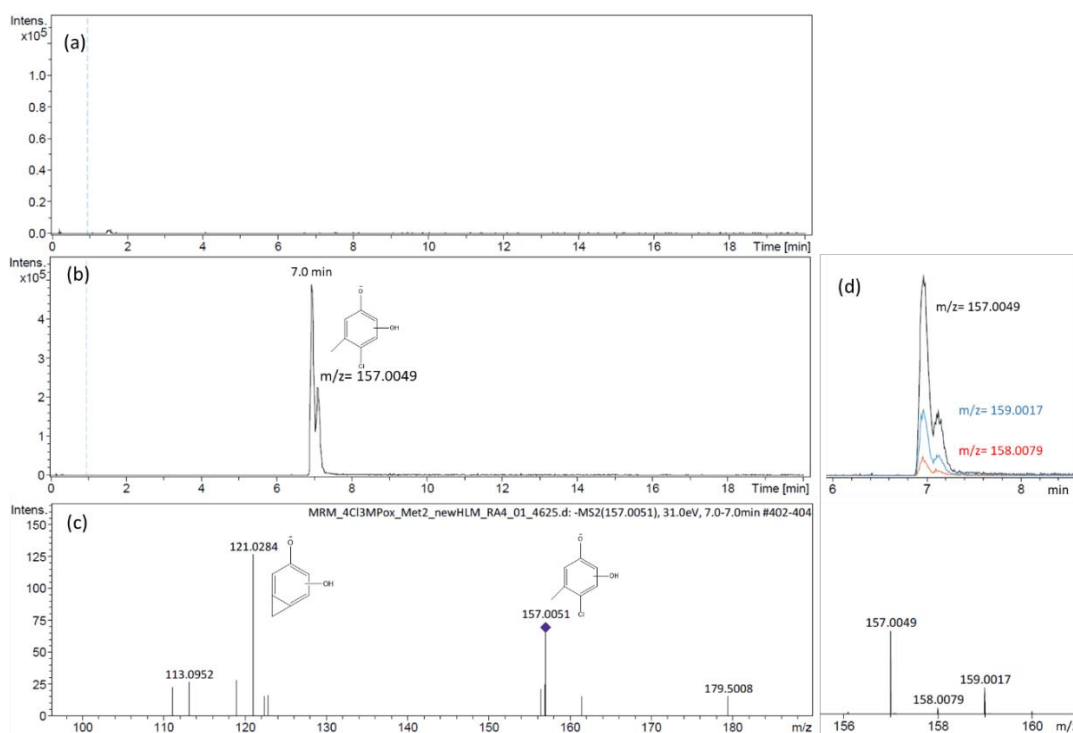 Intens.
x10⁵
(a)
1.0
0.8
0.6
0.4
0.2
0.0
0 2 4 6 8 10 12 14 16 18 Time [min]
Intens.
x10⁵
(b)
7.0 min
O⁻
OH
Cl
m/z= 157.0049
4
3
2
1
0
0 2 4 6 8 10 12 14 16 18 Time [min]
(d)
m/z= 157.0049
m/z= 159.0017
m/z= 158.0079
6 7 8 min
Intens.
(c)
MRM_4Cl3MPox_Met2_newHLM_RA4_01_4625.d: -MS2(157.0051), 31.0eV, 7.0-7.0min #402-404
150
125
100
75
50
25
0
121.0284
O⁻
OH
O⁻
OH
Cl
157.0051
113.0952
179.5008
100 110 120 130 140 150 160 170 180 m/z
157.0049
158.0079
159.0017
156 158 160 m/z